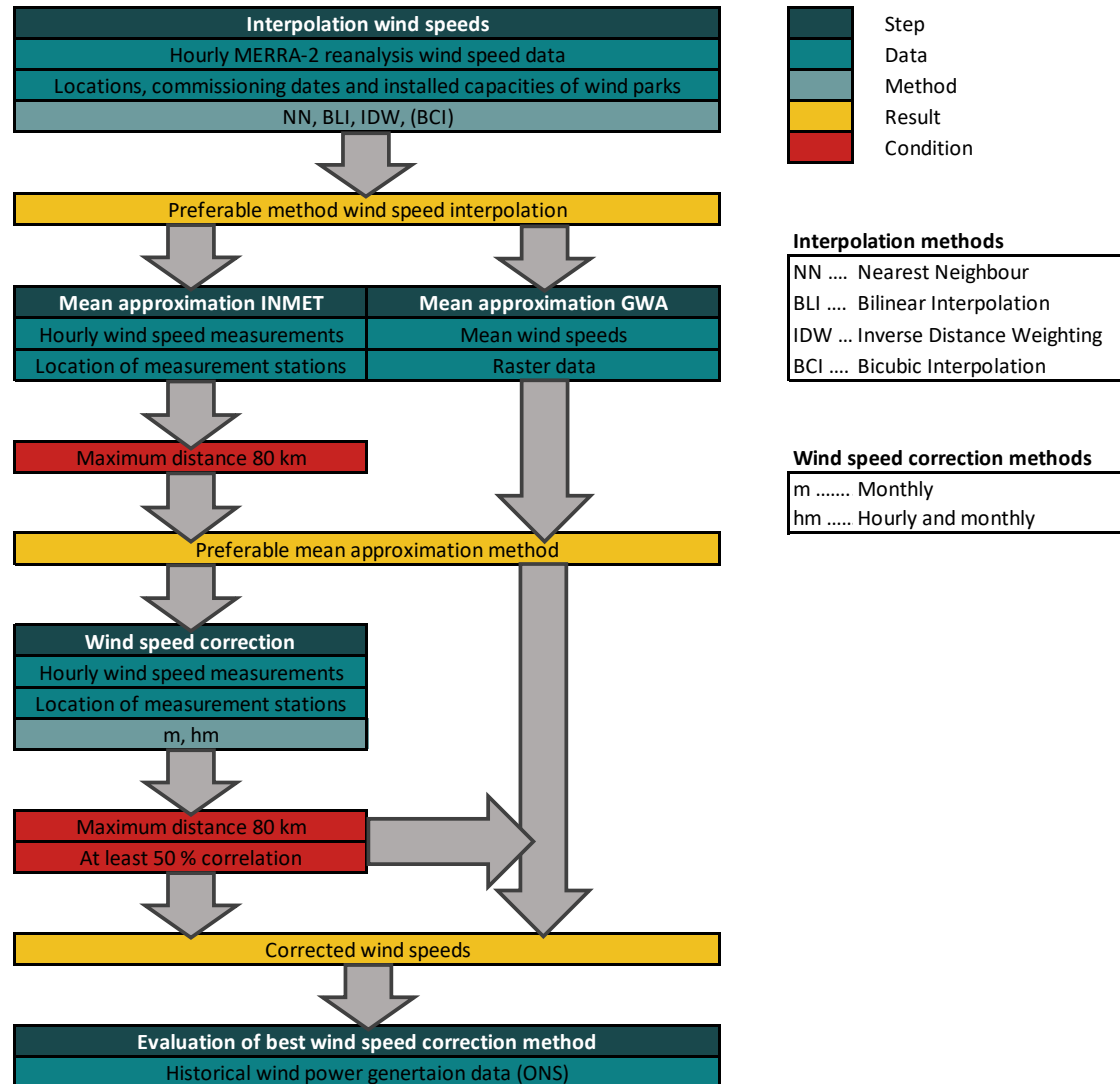 Interpolation wind speeds
Hourly MERRA-2 reanalysis wind speed data
Locations, commissioning dates and installed capacities of wind parks
NN, BLI, IDW, (BCI)
Preferable method wind speed interpolation
Mean approximation INMET
Hourly wind speed measurements
Location of measurement stations
Mean approximation GWA
Mean wind speeds
Raster data
Maximum distance 80 km
Preferable mean approximation method
Wind speed correction
Hourly wind speed measurements
Location of measurement stations
m, hm
Maximum distance 80 km
At least 50 % correlation
Corrected wind speeds
Evaluation of best wind speed correction method
Historical wind power genertaion data (ONS)
Step
Data
Method
Result
Condition
Interpolation methods
NN .... Nearest Neighbour
BLI .... Bilinear Interpolation
IDW ... Inverse Distance Weighting
BCI .... Bicubic Interpolation
Wind speed correction methods
m ....... Monthly
hm ..... Hourly and monthly